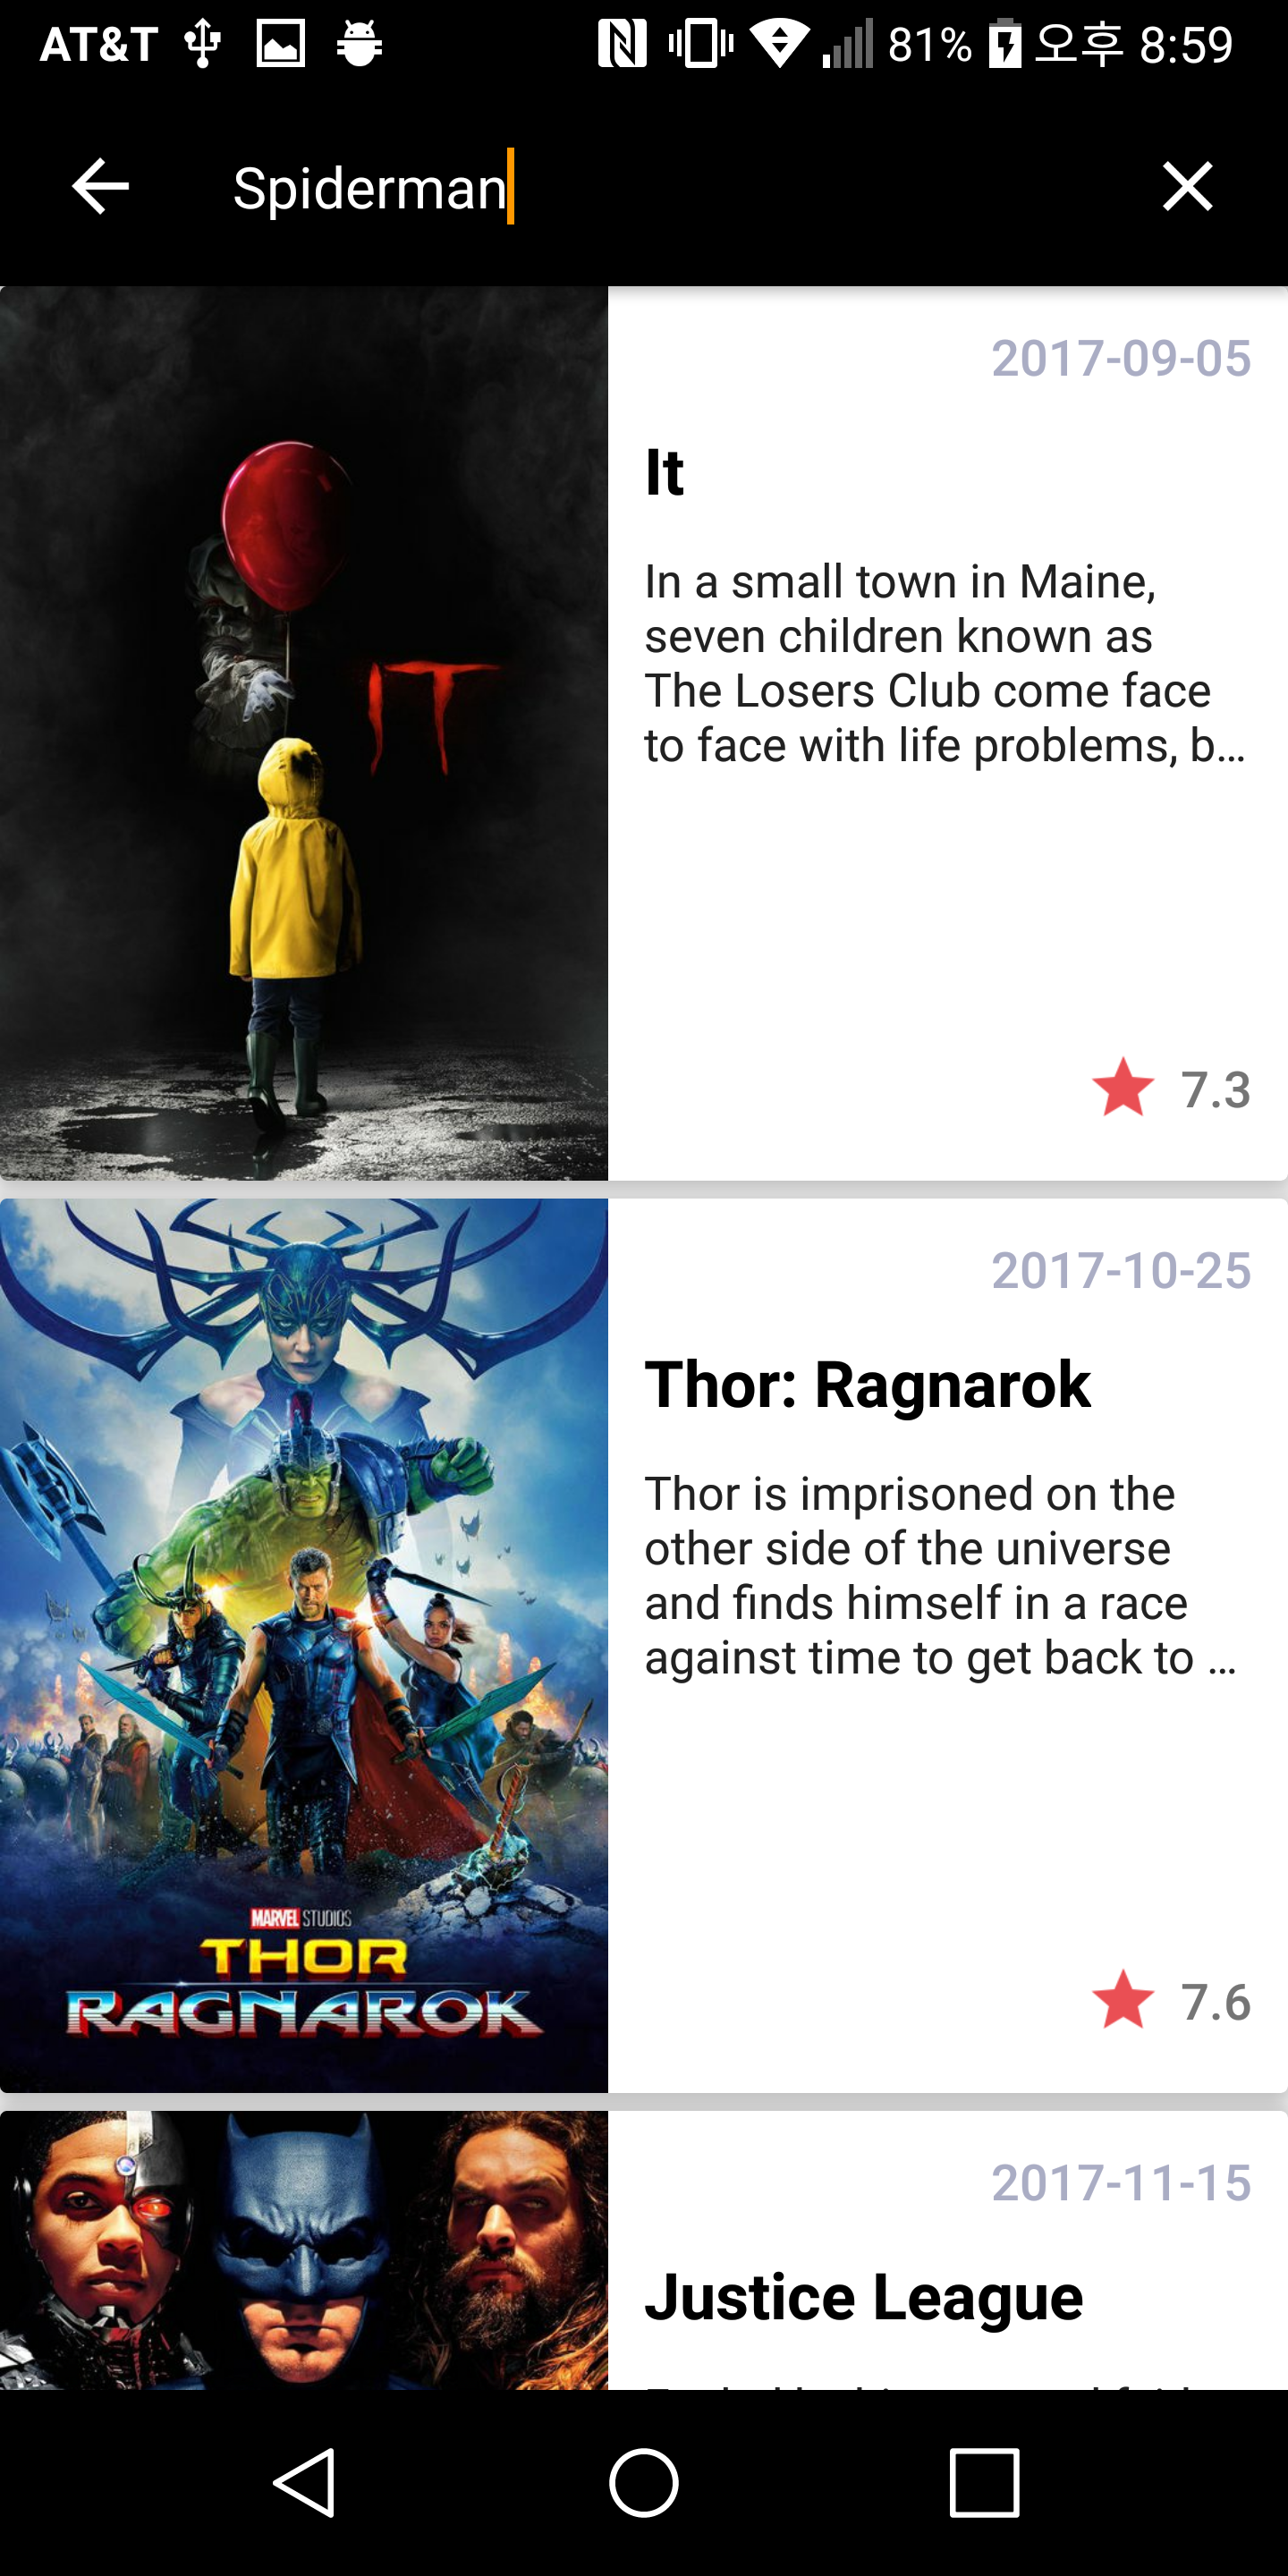 AT&T 81% 오후 8:59
Spiderman
2017-09-05
It
In a small town in Maine,
seven children known as
The Losers Club come face
to face with life problems, b...
7.3
IT
2017-10-25
Thor: Ragnarok
Thor is imprisoned on the
other side of the universe
and finds himself in a race
against time to get back to ...
7.6
MARVEL STUDIOS
THOR
RAGNAROK
2017-11-15
Justice League